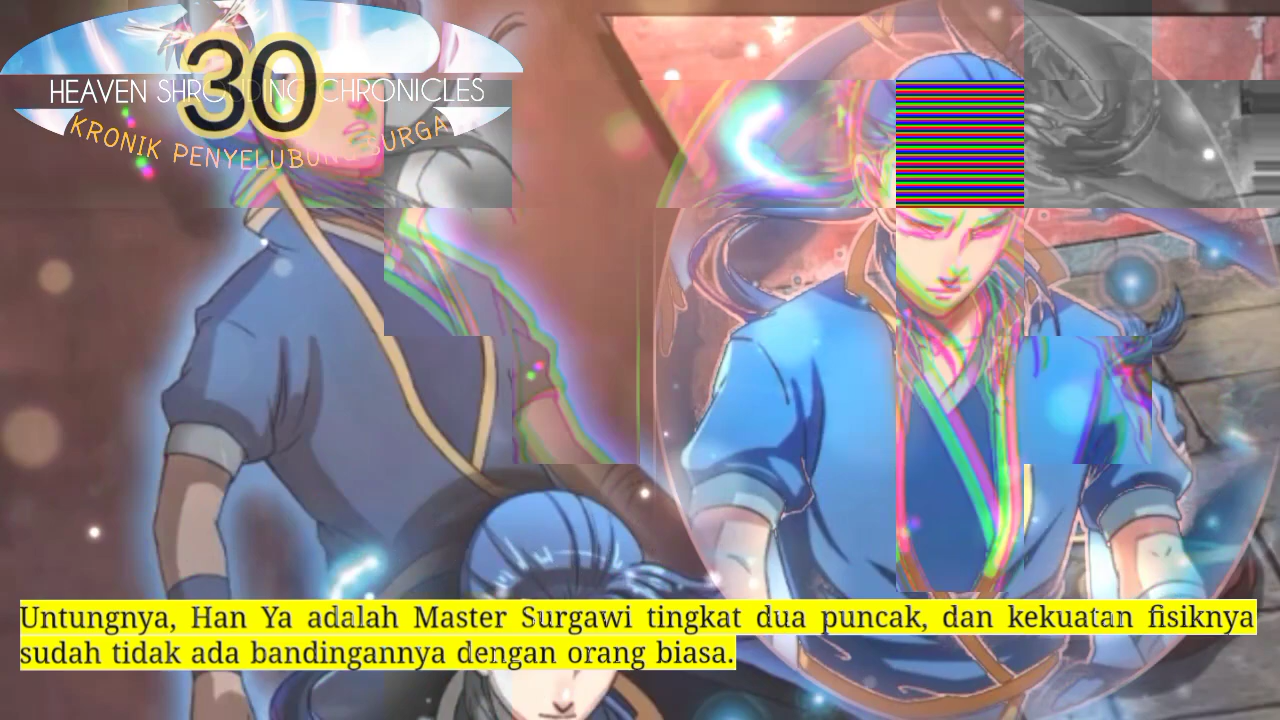 30
HEAVEN SHROUDING CHRONICLES
KRONIK PENYELUBUNG SURGA
Untungnya, Han Ya adalah Master Surgawi tingkat dua puncak, dan kekuatan fisiknya
sudah tidak ada bandingannya dengan orang biasa.